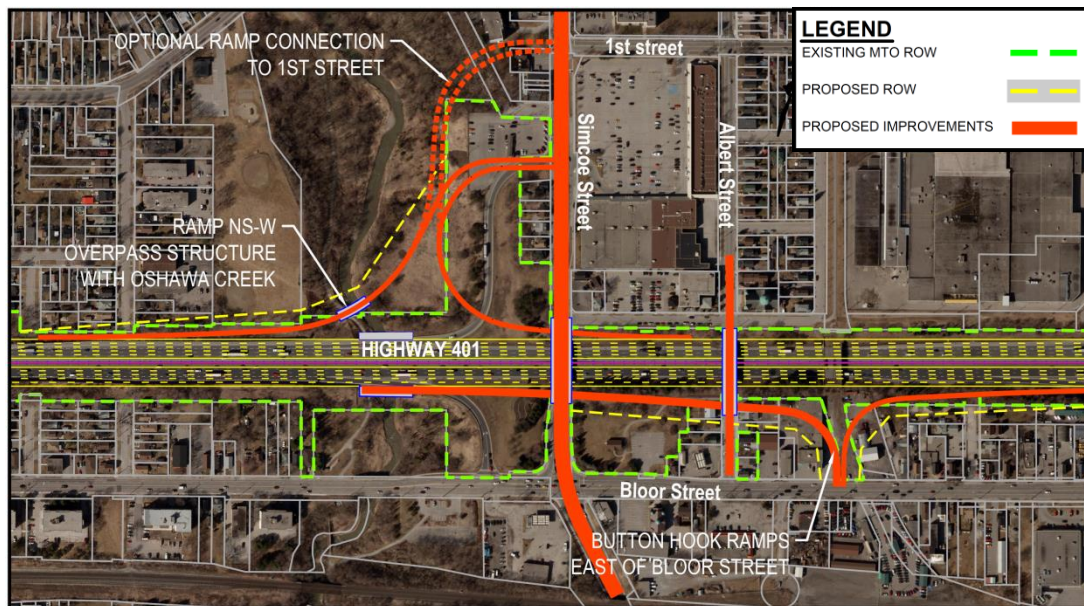 OPTIONAL RAMP CONNECTION
TO 1ST STREET
1st street
LEGEND
EXISTING MTO ROW
PROPOSED ROW
PROPOSED IMPROVEMENTS
Simcoe Street
Albert Street
RAMP NS-W
OVERPASS STRUCTURE
WITH OSHAWA CREEK
HIGHWAY 401
Bloor Street
BUTTON HOOK RAMPS
EAST OF BLOOR STREET